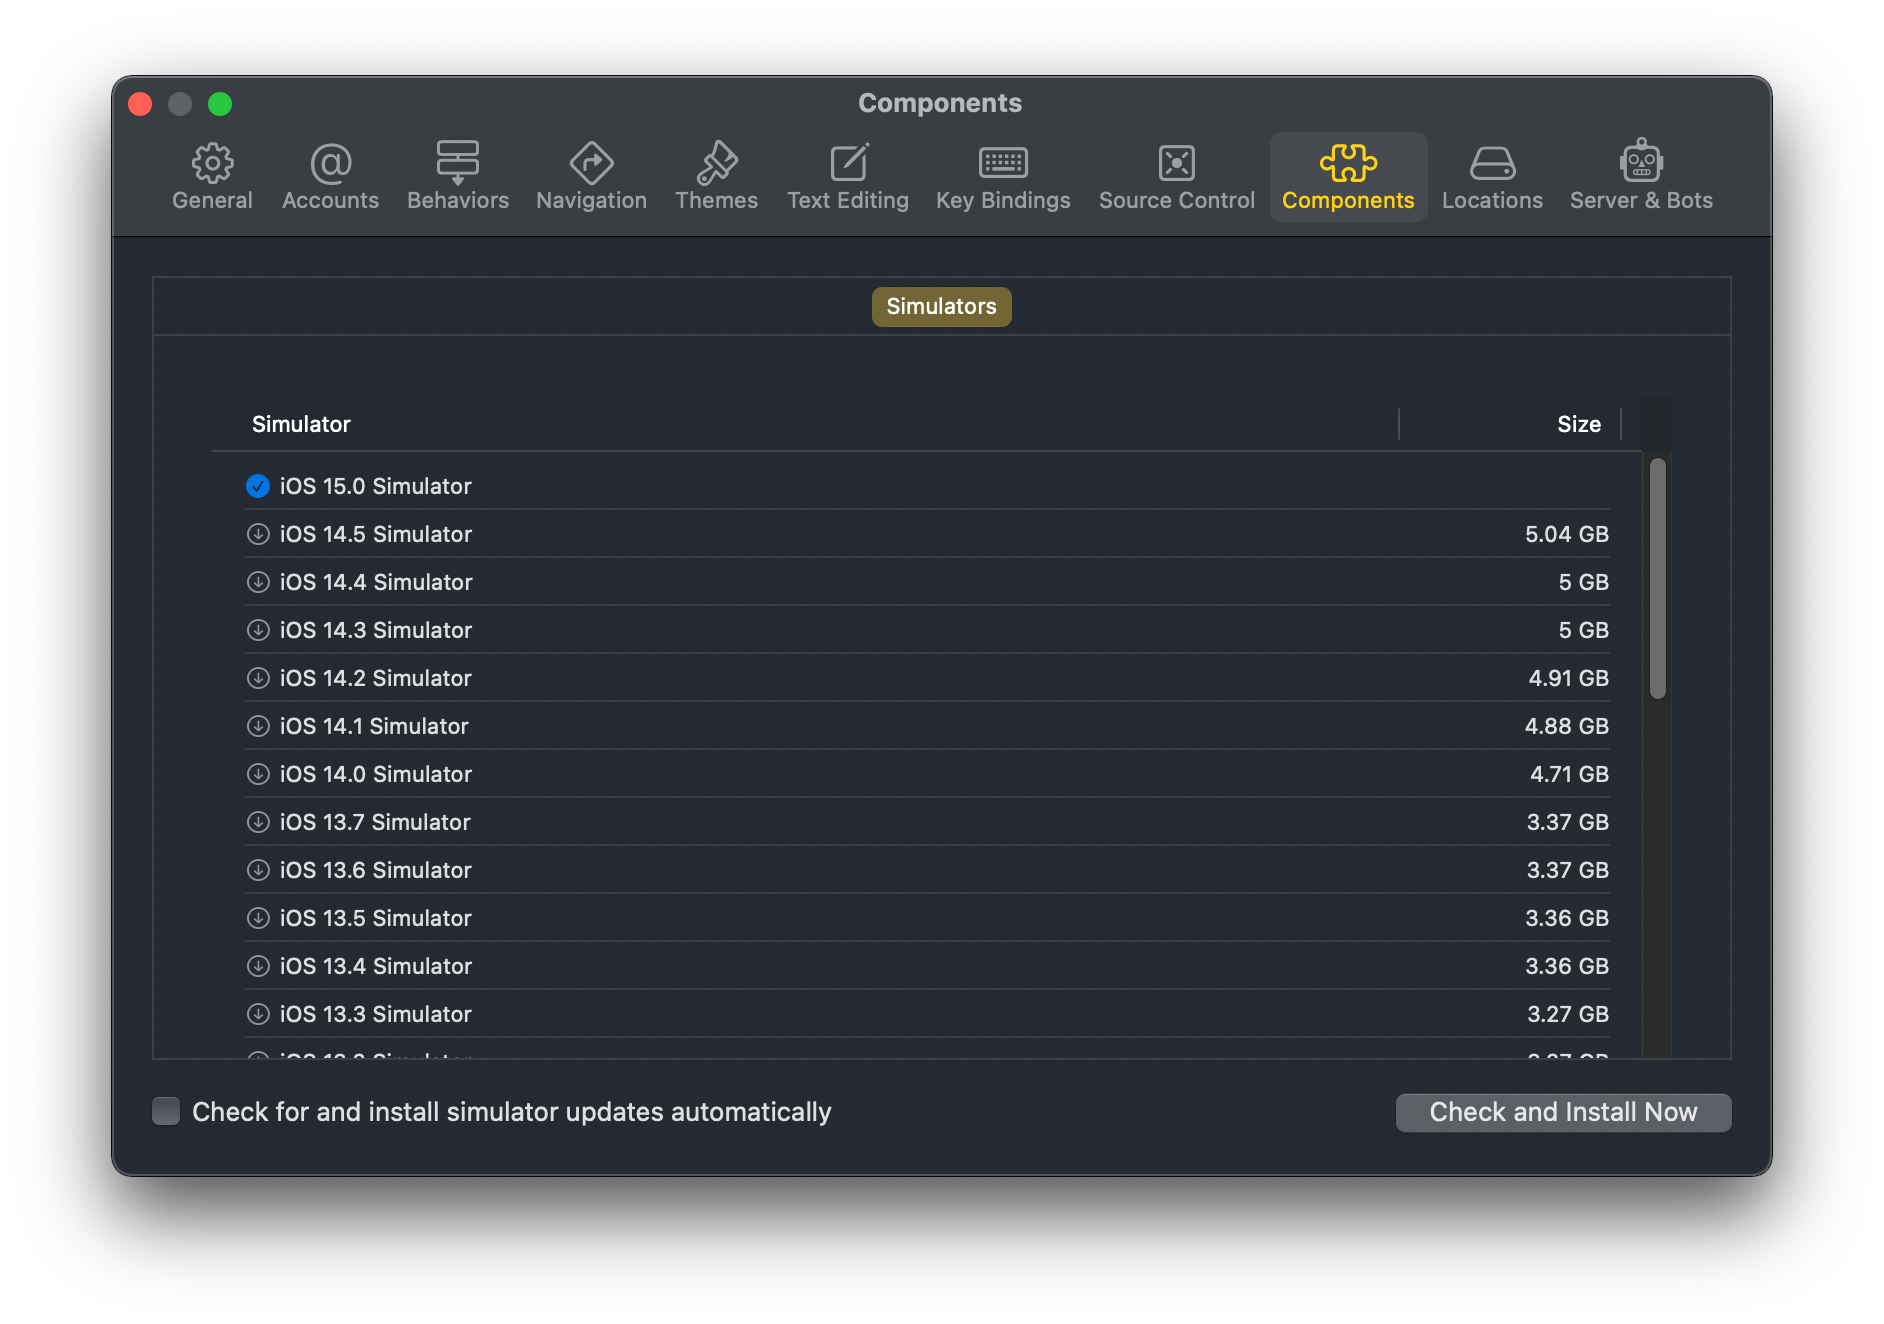 Components
General Accounts Behaviors Navigation Themes Text Editing Key Bindings Source Control Components Locations Server & Bots
Simulators
Simulator Size
iOS 15.0 Simulator
iOS 14.5 Simulator 5.04 GB
iOS 14.4 Simulator 5 GB
iOS 14.3 Simulator 5 GB
iOS 14.2 Simulator 4.91 GB
iOS 14.1 Simulator 4.88 GB
iOS 14.0 Simulator 4.71 GB
iOS 13.7 Simulator 3.37 GB
iOS 13.6 Simulator 3.37 GB
iOS 13.5 Simulator 3.36 GB
iOS 13.4 Simulator 3.36 GB
iOS 13.3 Simulator 3.27 GB
Check for and install simulator updates automatically
Check and Install Now